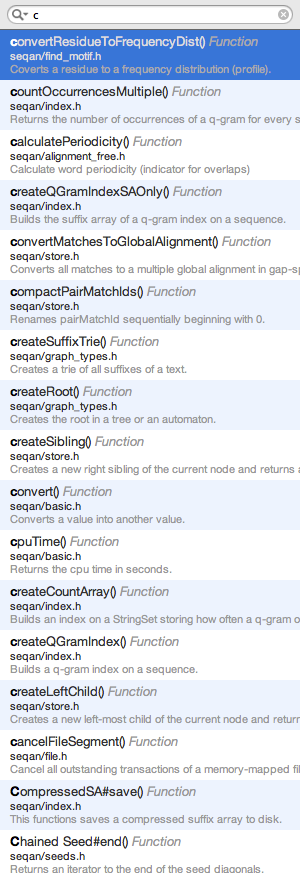 c
convertResidueToFrequencyDist() Function
seqan/find_motif.h
Coverts a residue to a frequency distribution (profile).
countOccurrencesMultiple() Function
seqan/index.h
Returns the number of occurrences of a q-gram for every s
calculatePeriodicity() Function
seqan/alignment_free.h
Calculate word periodicity (indicator for overlaps)
createQGramIndexSAOnly() Function
seqan/index.h
Builds the suffix array of a q-gram index on a sequence.
convertMatchesToGlobalAlignment() Function
seqan/store.h
Converts all matches to a multiple global alignment in gap-sp
compactPairMatchIds() Function
seqan/store.h
Renames pairMatchId sequentially beginning with 0.
createSuffixTrie() Function
seqan/graph_types.h
Creates a trie of all suffixes of a text.
createRoot() Function
seqan/graph_types.h
Creates the root in a tree or an automaton.
createSibling() Function
seqan/store.h
Creates a new right sibling of the current node and returns a
convert() Function
seqan/basic.h
Converts a value into another value.
cpuTime() Function
seqan/basic.h
Returns the cpu time in seconds.
createCountArray() Function
seqan/index.h
Builds an index on a StringSet storing how often a q-gram o
createQGramIndex() Function
seqan/index.h
Builds a q-gram index on a sequence.
createLeftChild() Function
seqan/store.h
Creates a new left-most child of the current node and return
cancelFileSegment() Function
seqan/file.h
Cancel all outstanding transactions of a memory-mapped fil
CompressedSA#save() Function
seqan/index.h
This functions saves a compressed suffix array to disk.
Chained Seed#end() Function
seqan/seeds.h
Returns an iterator to the end of the seed diagonals.